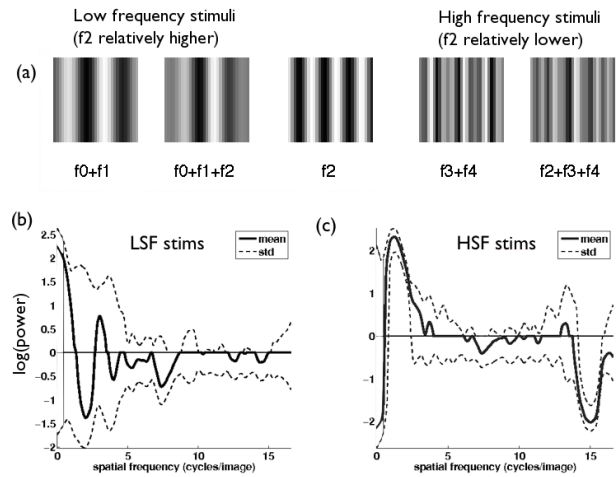 Low frequency stimuli
(f2 relatively higher)
High frequency stimuli
(f2 relatively lower)
(a)
f0+f1
f0+f1+f2
f2
f3+f4
f2+f3+f4
(b)
LSF stims
mean
std
2.5
2
1.5
1
0.5
0
-0.5
-1
-1.5
-2
log(power)
0
5
10
15
spatial frequency (cycles/image)
(c)
HSF stims
mean
std
2
1
0
1
2
0
5
10
15
spatial frequency (cycles/image)